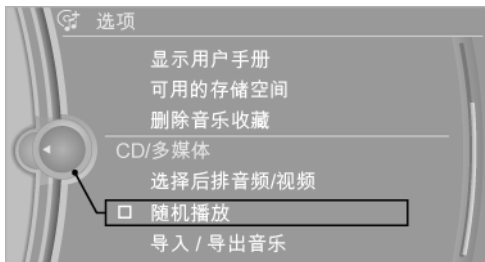 选项
显示用户手册
可用的存储空间
删除音乐收藏
CD/多媒体
选择后排音频/视频
随机播放
导入 / 导出音乐